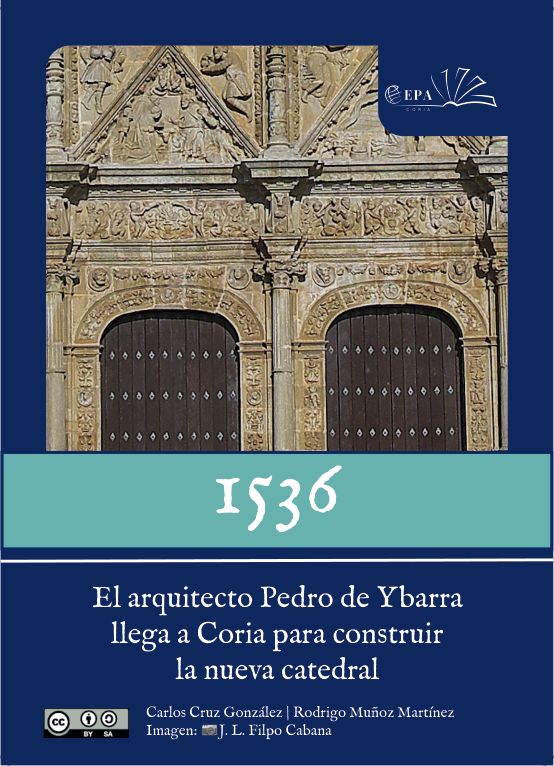 EPA
CORIA
1536
El arquitecto Pedro de Ybarra
llega a Coria para construir
la nueva catedral
Carlos Cruz González | Rodrigo Muñoz Martínez
Imagen: J. L. Filpo Cabana
cc BY SA